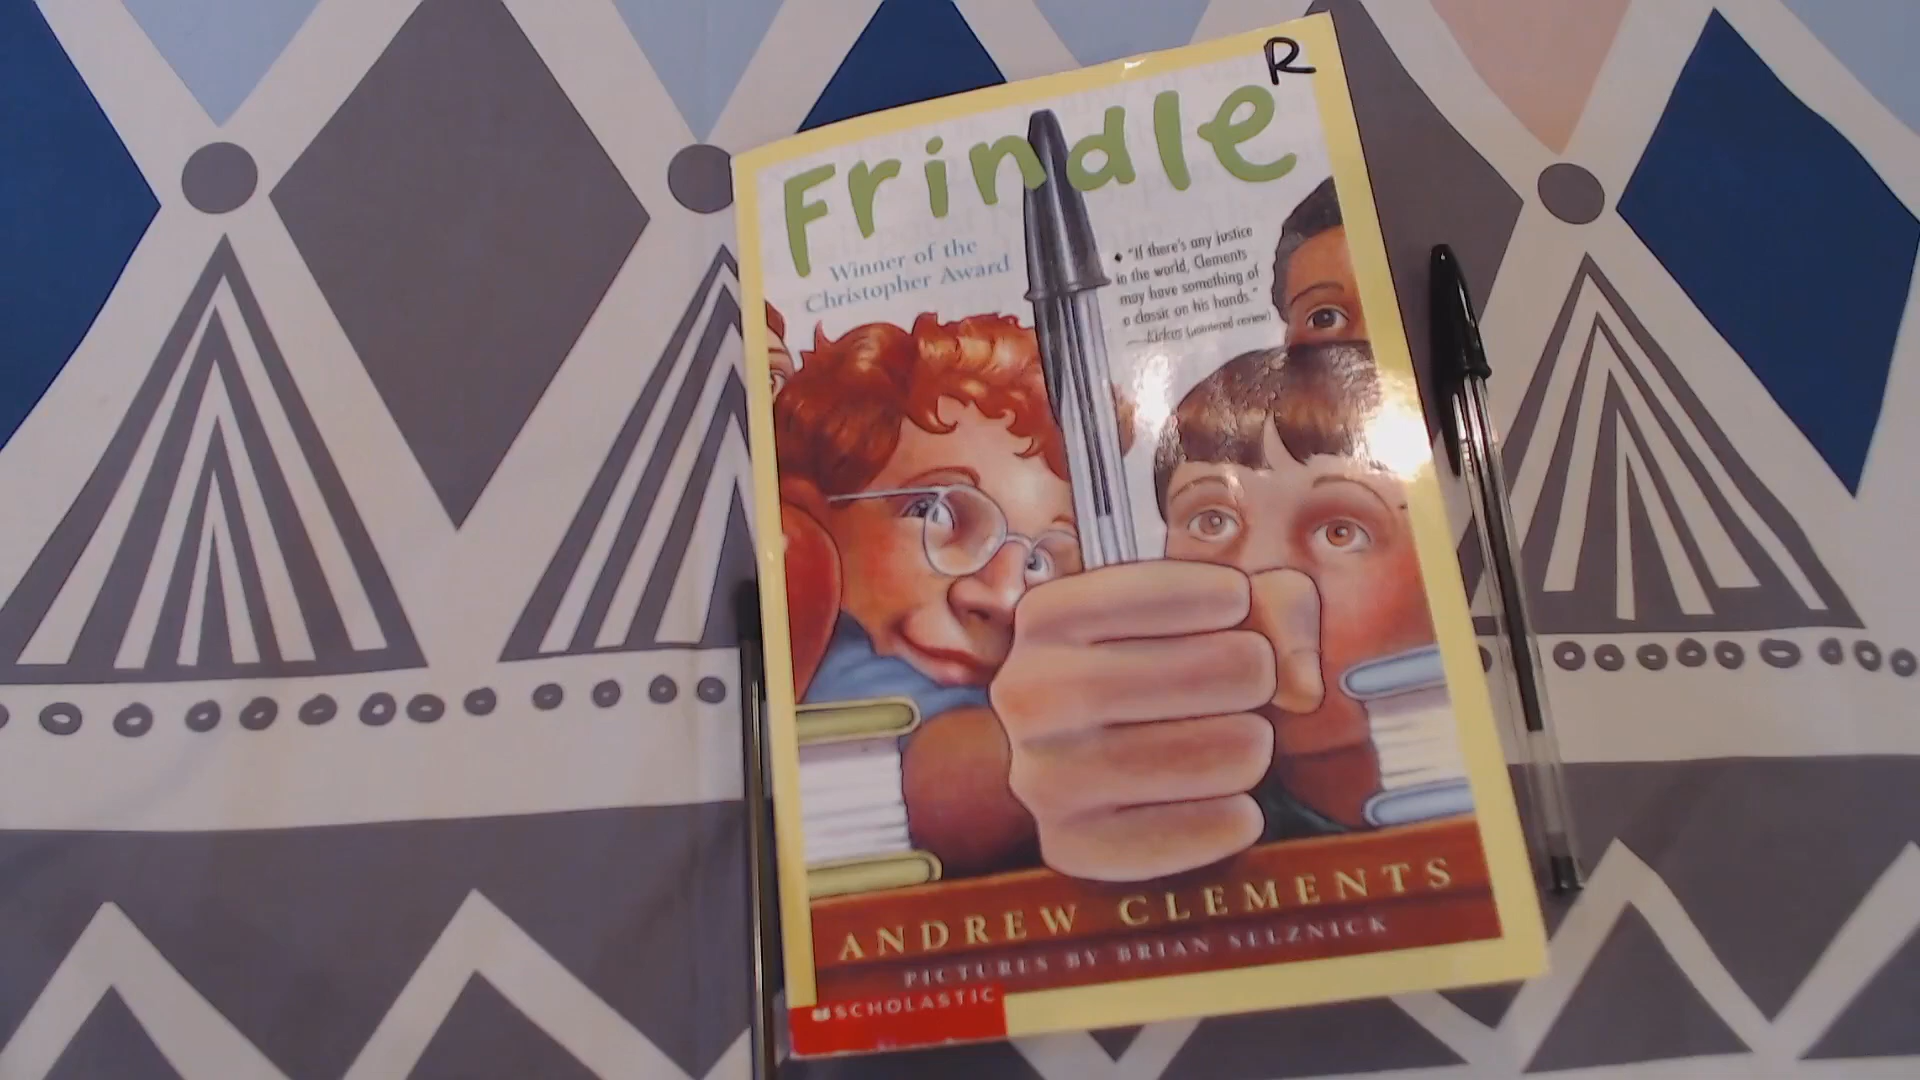 R
Frindle
Winner of the
Christopher Award
◆ "If there's any justice
in the world, Clements
may have something of
a classic on his hands."
—Kirkus (pointered review)
ANDREW CLEMENTS
PICTURES BY BRIAN SELZNICK
SCHOLASTIC